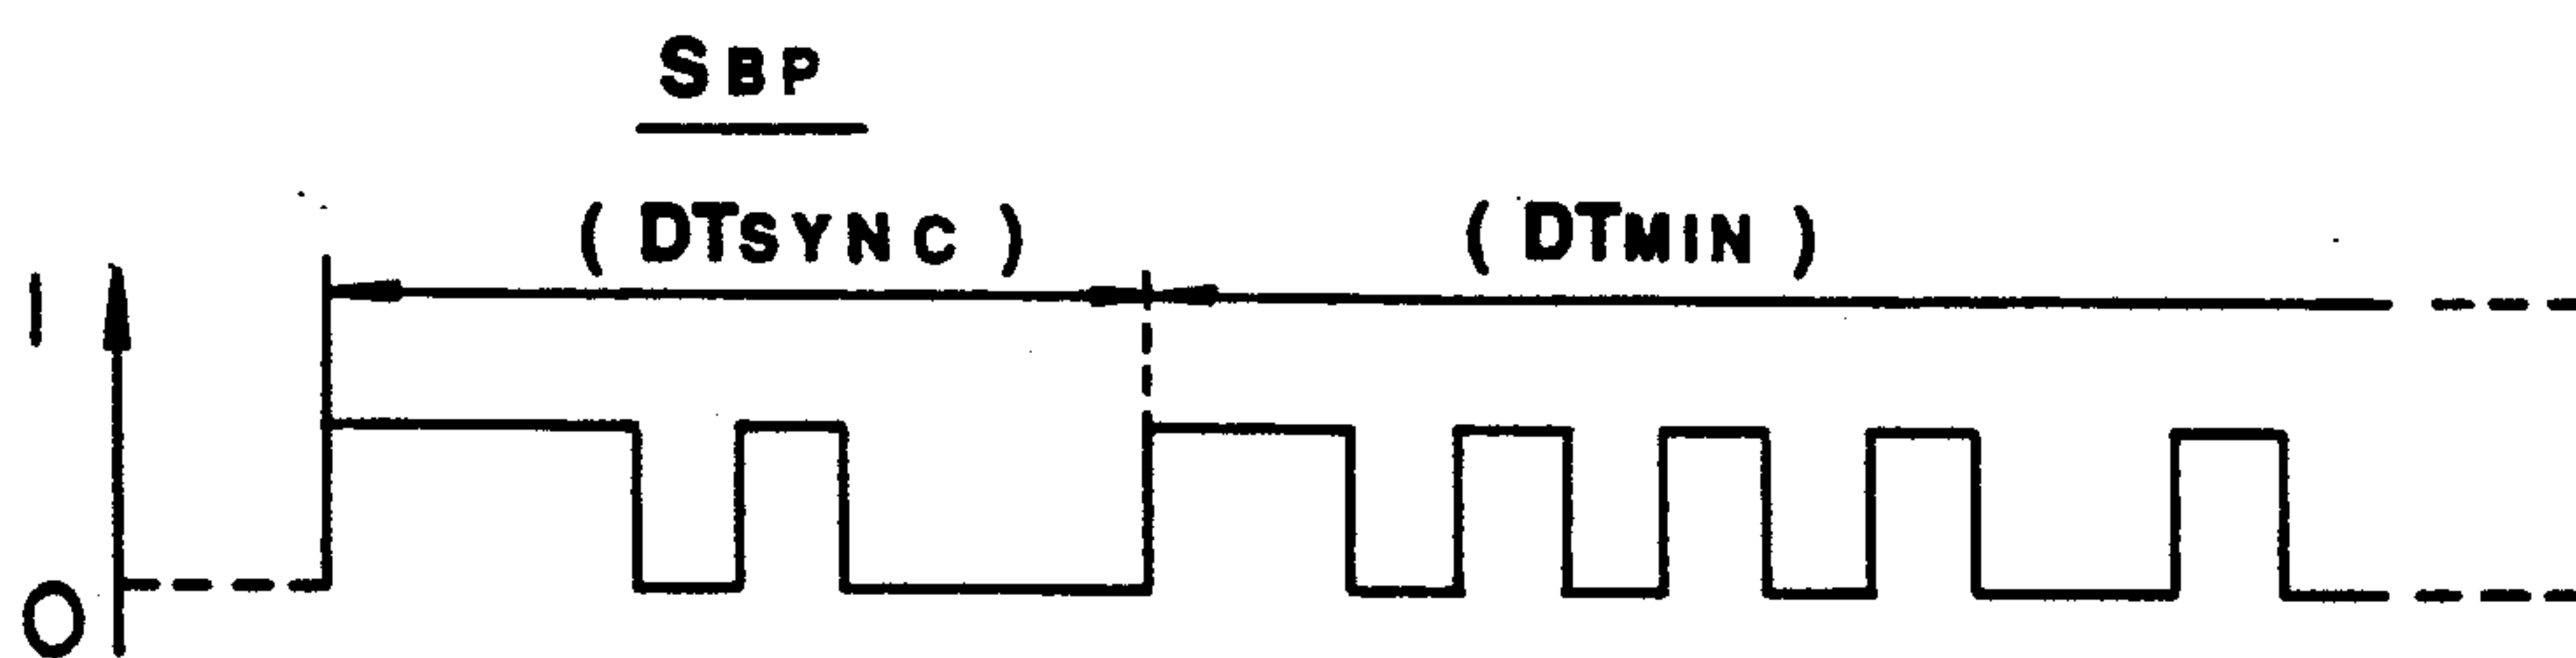 SBP
( DTSYNC ) ( DTMIN )
1
0